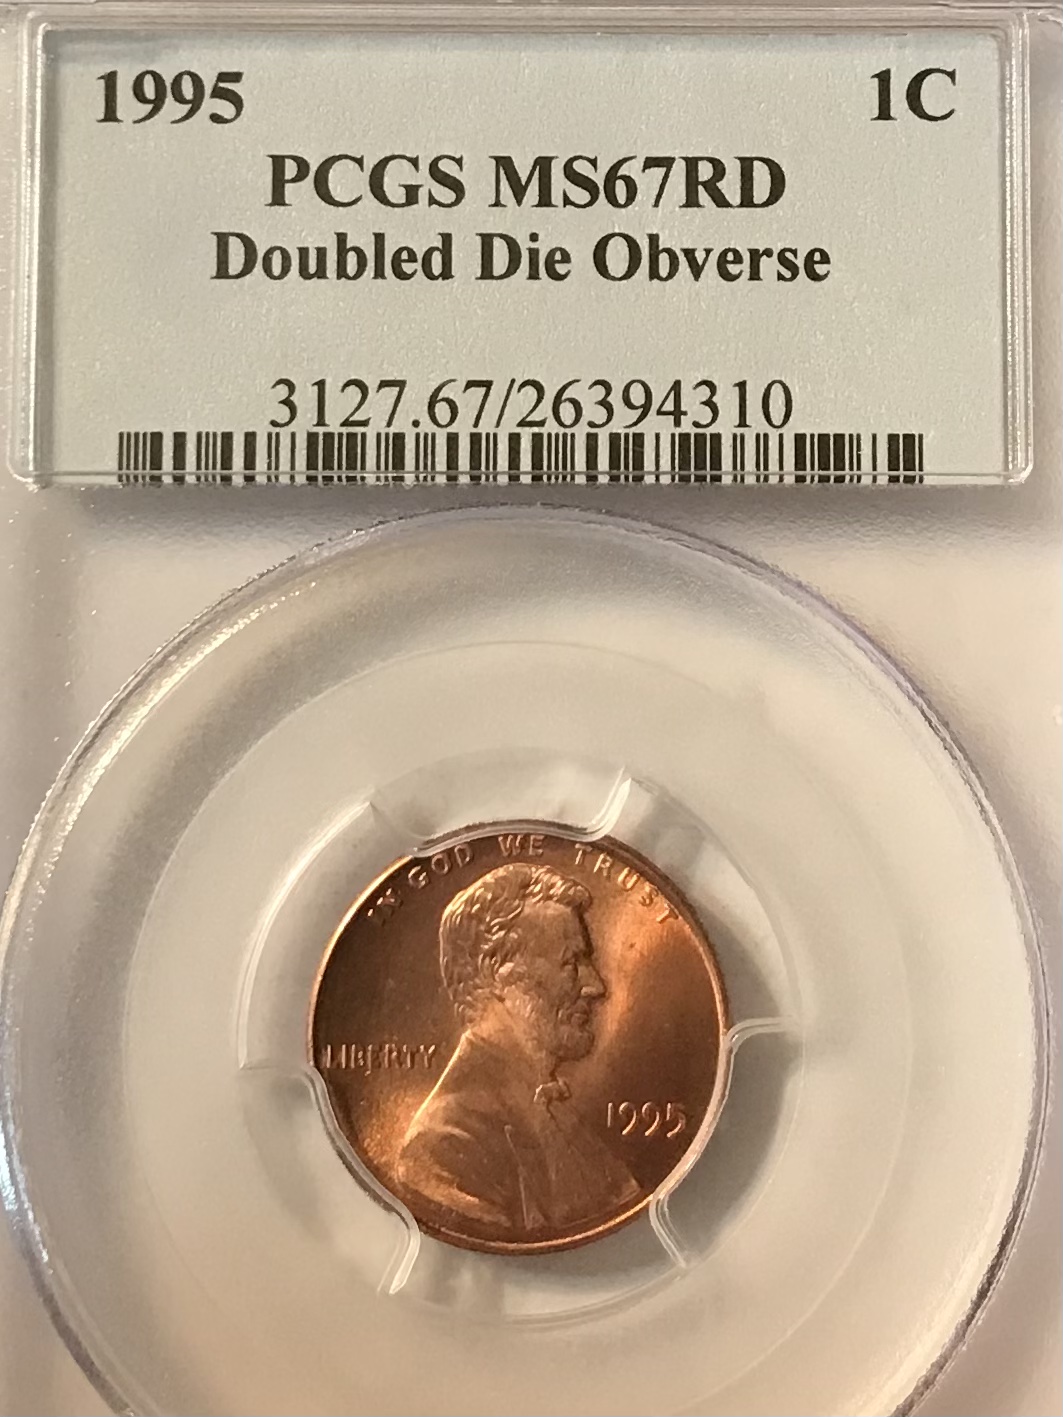 1995 1C
PCGS MS67RD
Doubled Die Obverse
3127.67/26394310
IN GOD WE TRUST
LIBERTY
1995